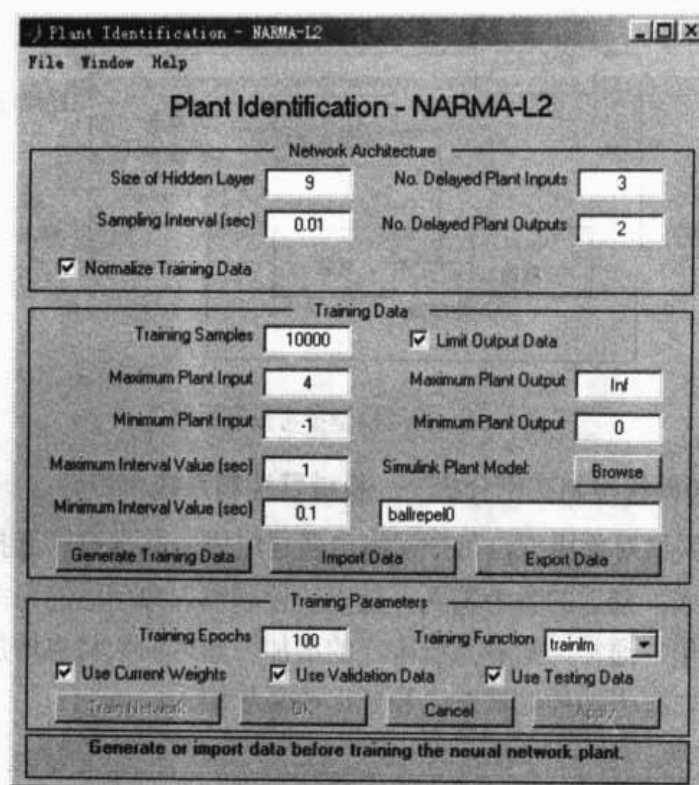 Plant Identification - NARMA-L2
File Window Help
Plant Identification - NARMA-L2
Network Architecture
Size of Hidden Layer 9 No. Delayed Plant Inputs 3
Sampling Interval (sec) 0.01 No. Delayed Plant Outputs 2
Normalize Training Data
Training Data
Training Samples 10000 Limit Output Data
Maximum Plant Input 4 Maximum Plant Output Inf
Minimum Plant Input -1 Minimum Plant Output 0
Maximum Interval Value (sec) 1 Simulink Plant Model: Browse
Minimum Interval Value (sec) 0.1 ballrepel0
Generate Training Data Import Data Export Data
Training Parameters
Training Epochs 100 Training Function trainlm
Use Current Weights Use Validation Data Use Testing Data
Train Network OK Cancel Apply
Generate or import data before training the neural network plant.